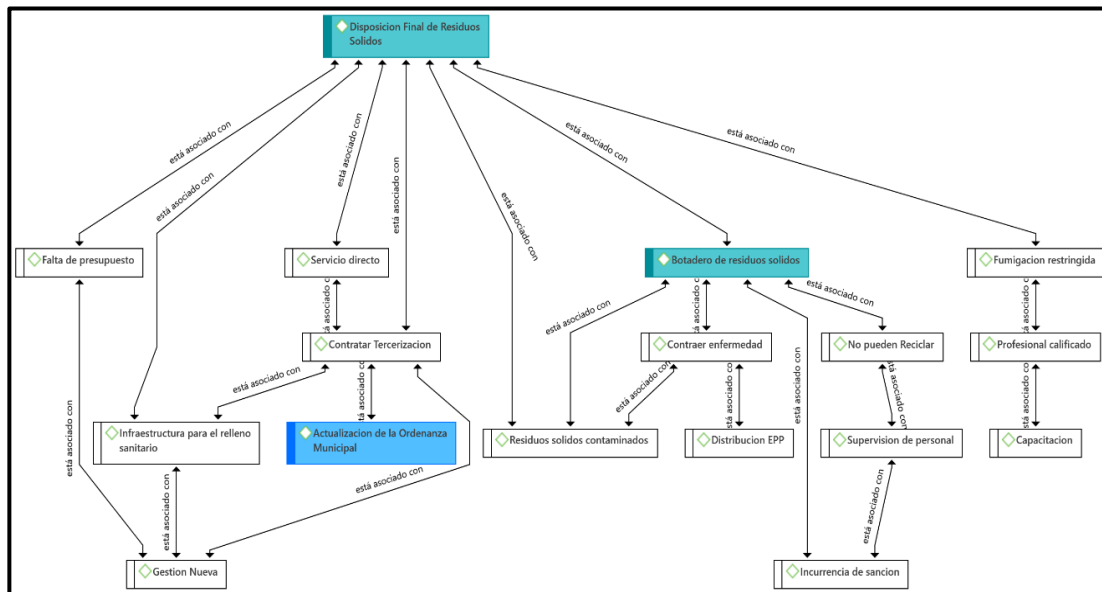 Disposicion Final de Residuos
Solidos
está asociado con
está asociado con
está asociado con
está asociado con
está asociado con
está asociado con
está asociado con
Falta de presupuesto
Servicio directo
Botadero de residuos solidos
Fumigacion restringida
está asociado con
está asociado con
está asociado con
está asociado con
está asociado con
Contratar Tercerizacion
Contraer enfermedad
No pueden Reciclar
Profesional calificado
está asociado con
está asociado con
está asociado con
está asociado con
está asociado con
está asociado con
está asociado con
está asociado con
Infraestructura para el relleno
sanitario
Actualizacion de la Ordenanza
Municipal
Residuos solidos contaminados
Distribucion EPP
Supervision de personal
Capacitacion
está asociado con
está asociado con
está asociado con
está asociado con
Gestion Nueva
Incurrencia de sancion